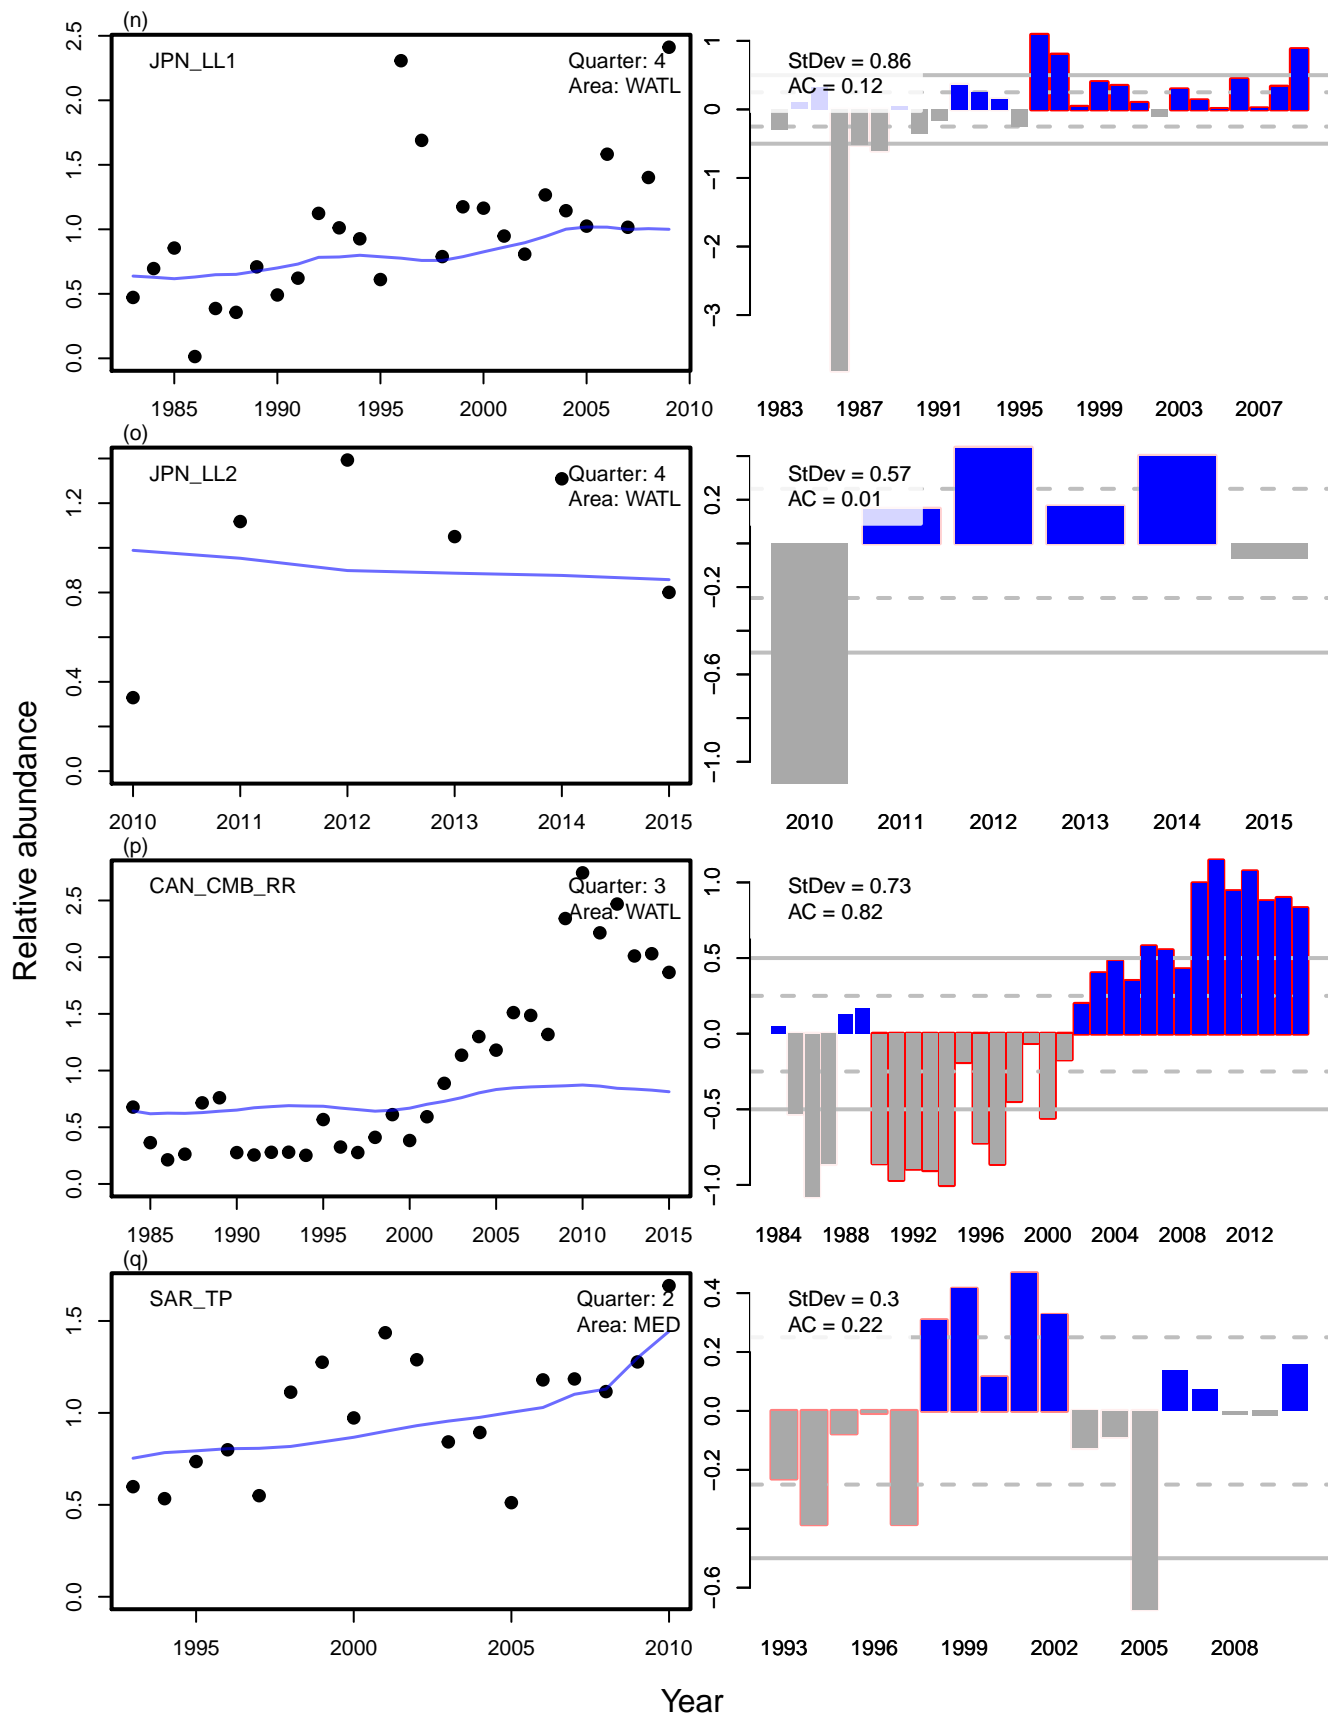 (n)
JPN_LL1
Quarter: 4
Area: WATL
0.0 0.5 1.0 1.5 2.0 2.5
1985 1990 1995 2000 2005 2010
StDev = 0.86
AC = 0.12
−3 −2 −1 0 1
1983 1987 1991 1995 1999 2003 2007
(o)
JPN_LL2
Quarter: 4
Area: WATL
0.0 0.4 0.8 1.2
2010 2011 2012 2013 2014 2015
StDev = 0.57
AC = 0.01
−1.0 −0.6 −0.2 0.2
2010 2011 2012 2013 2014 2015
Relative abundance
(p)
CAN_CMB_RR
Quarter: 3
Area: WATL
0.0 0.5 1.0 1.5 2.0 2.5
1985 1990 1995 2000 2005 2010 2015
StDev = 0.73
AC = 0.82
−1.0 −0.5 0.0 0.5 1.0
1984 1988 1992 1996 2000 2004 2008 2012
(q)
SAR_TP
Quarter: 2
Area: MED
0.0 0.5 1.0 1.5
1995 2000 2005 2010
StDev = 0.3
AC = 0.22
−0.6 −0.2 0.0 0.2 0.4
1993 1996 1999 2002 2005 2008
Year